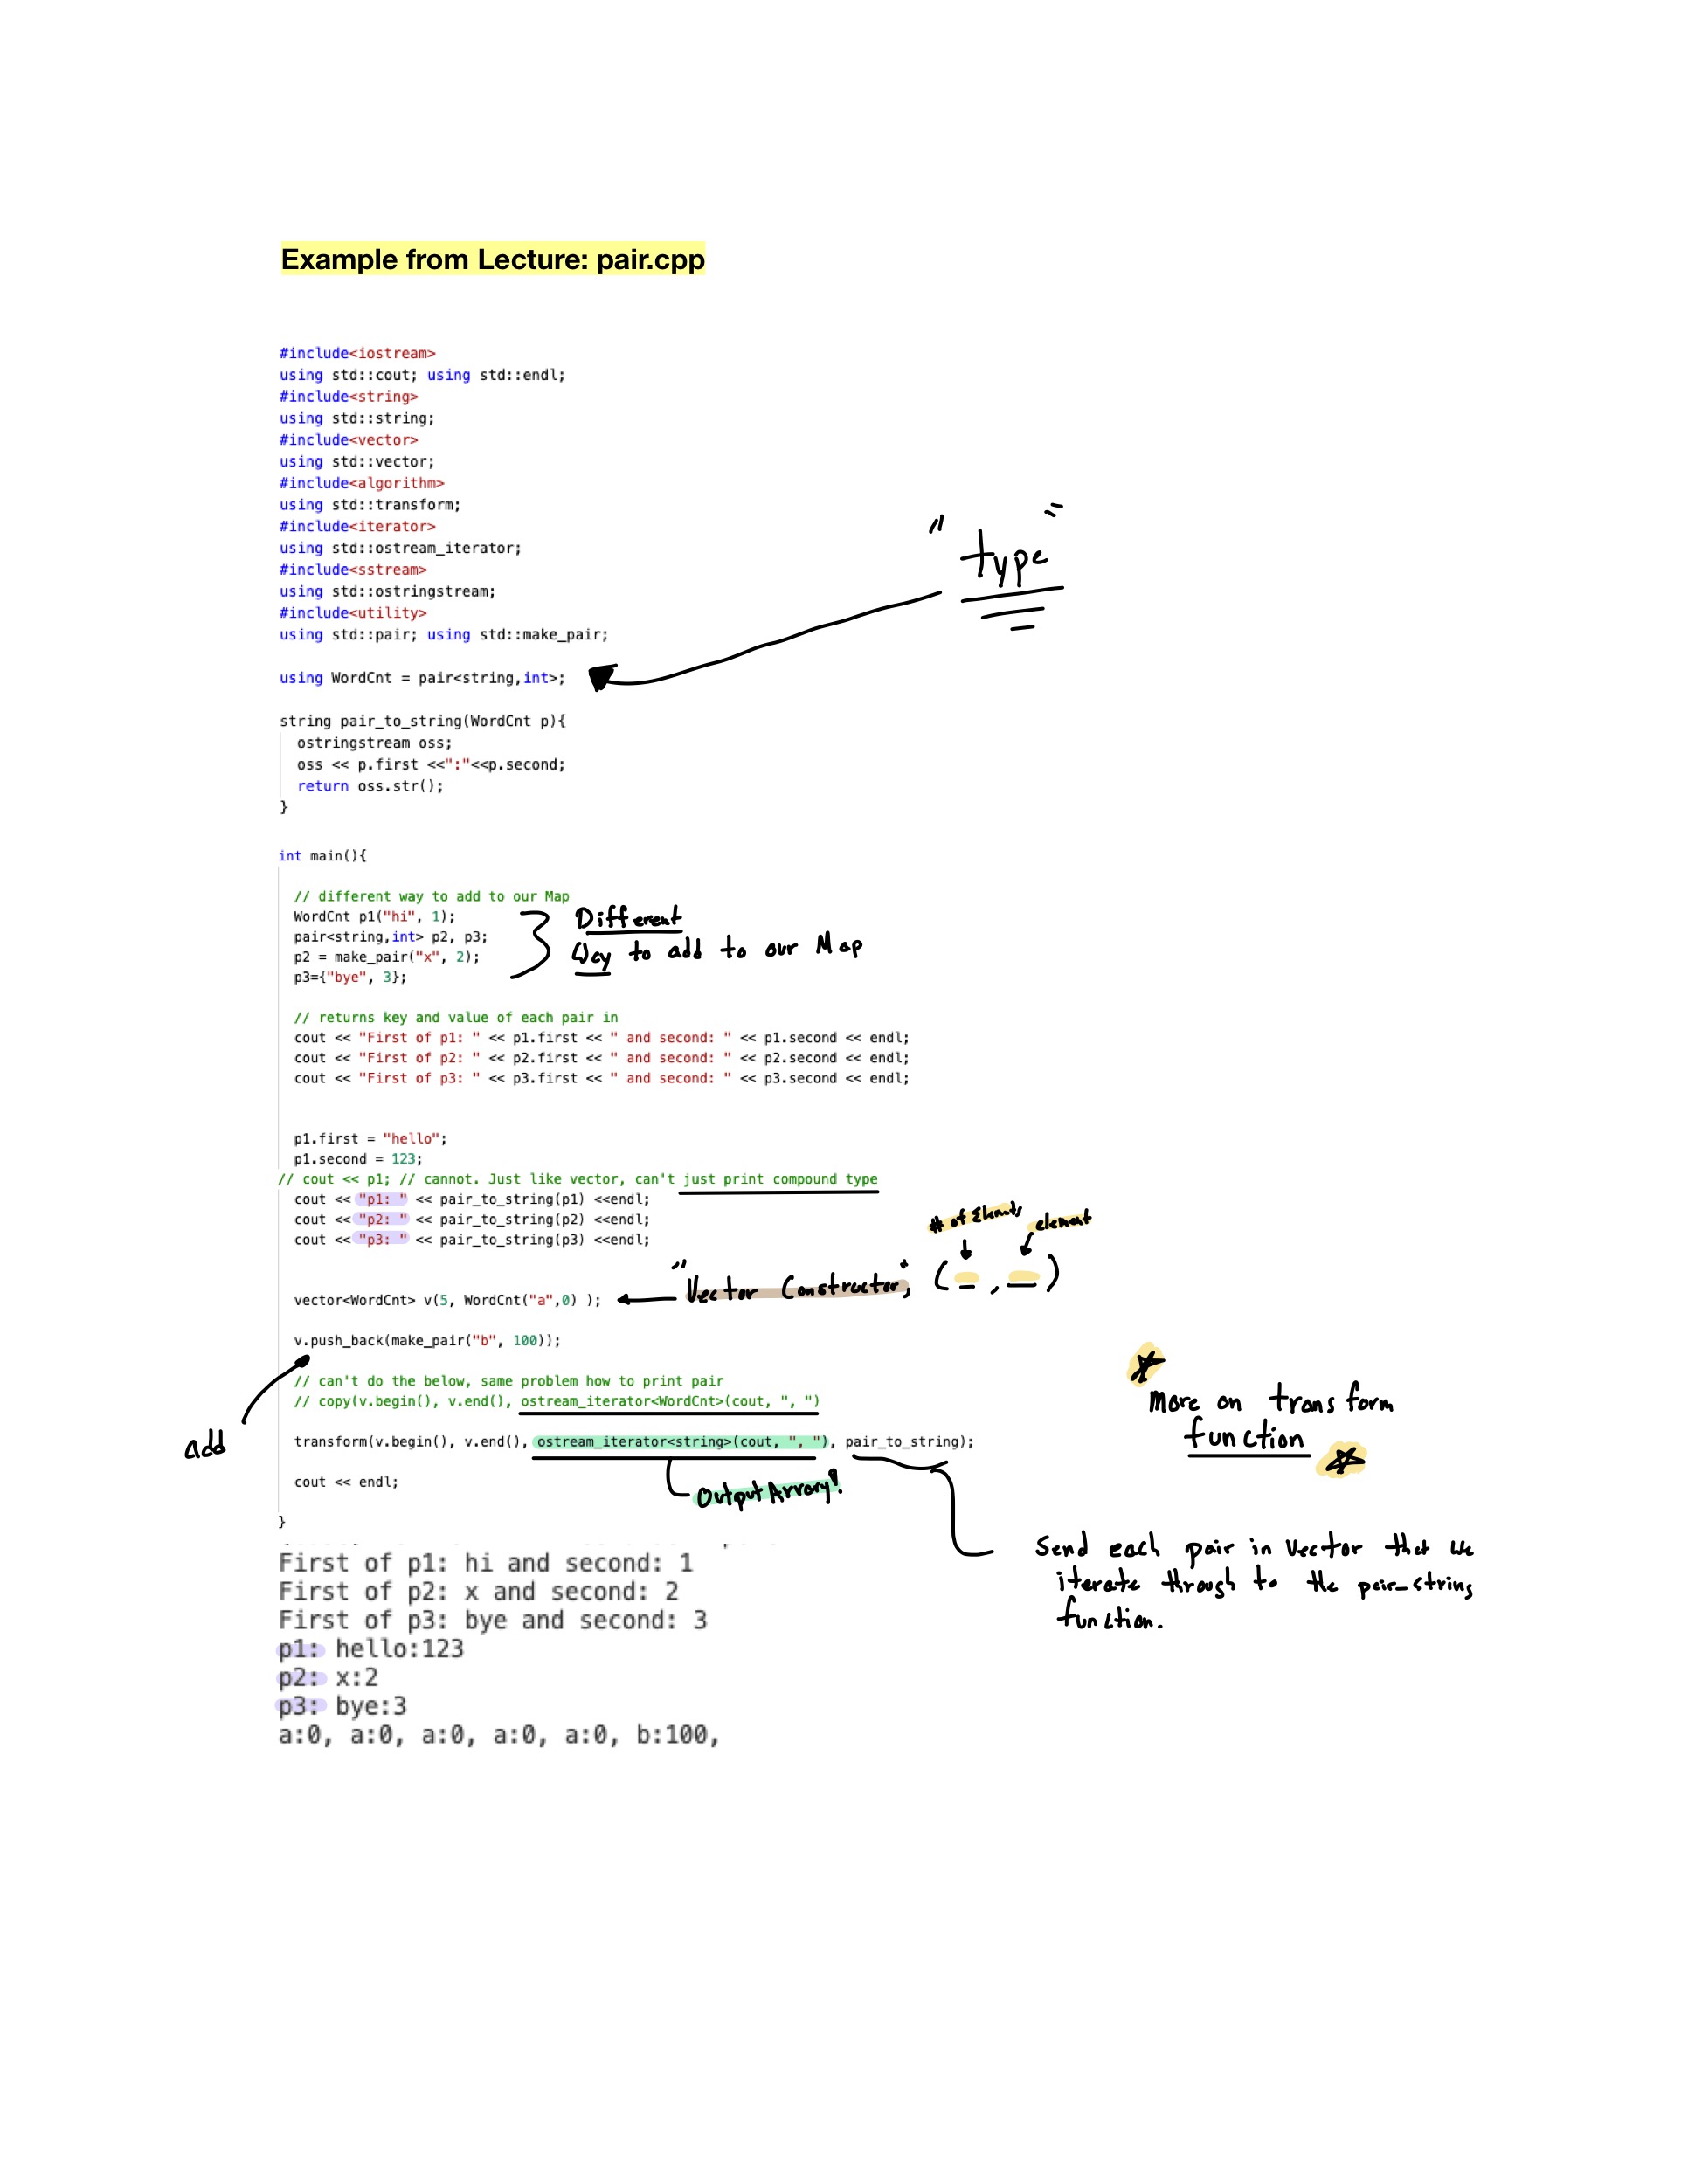 Example from Lecture: pair.cpp
#include<iostream>
using std::cout; using std::endl;
#include<string>
using std::string;
#include<vector>
using std::vector;
#include<algorithm>
using std::transform;
#include<iterator>
using std::ostream_iterator;
#include<sstream>
using std::ostringstream;
#include<utility>
using std::pair; using std::make_pair;
"type"
using WordCnt = pair<string,int>;
string pair_to_string(WordCnt p){
ostringstream oss;
oss << p.first <<":"<<p.second;
return oss.str();
}
int main(){
// different way to add to our Map
WordCnt p1("hi", 1);
pair<string,int> p2, p3;
p2 = make_pair("x", 2);
p3={"bye", 3};
Different
Way to add to our Map
// returns key and value of each pair in
cout << "First of p1: " << p1.first << " and second: " << p1.second << endl;
cout << "First of p2: " << p2.first << " and second: " << p2.second << endl;
cout << "First of p3: " << p3.first << " and second: " << p3.second << endl;
p1.first = "hello";
p1.second = 123;
// cout << p1; // cannot. Just like vector, can't just print compound type
cout << "p1: " << pair_to_string(p1) <<endl;
cout << "p2: " << pair_to_string(p2) <<endl;
cout << "p3: " << pair_to_string(p3) <<endl;
# of Elements element
vector<WordCnt> v(5, WordCnt("a",0) ); "Vector Constructor" ( _ , _ )
v.push_back(make_pair("b", 100));
add
// can't do the below, same problem how to print pair
// copy(v.begin(), v.end(), ostream_iterator<WordCnt>(cout, ", ")
transform(v.begin(), v.end(), ostream_iterator<string>(cout, ", "), pair_to_string);
More on transform
function
cout << endl;
Output Array!
}
Send each pair in vector that we
iterate through to the pair_string
function.
First of p1: hi and second: 1
First of p2: x and second: 2
First of p3: bye and second: 3
p1: hello:123
p2: x:2
p3: bye:3
a:0, a:0, a:0, a:0, a:0, b:100,